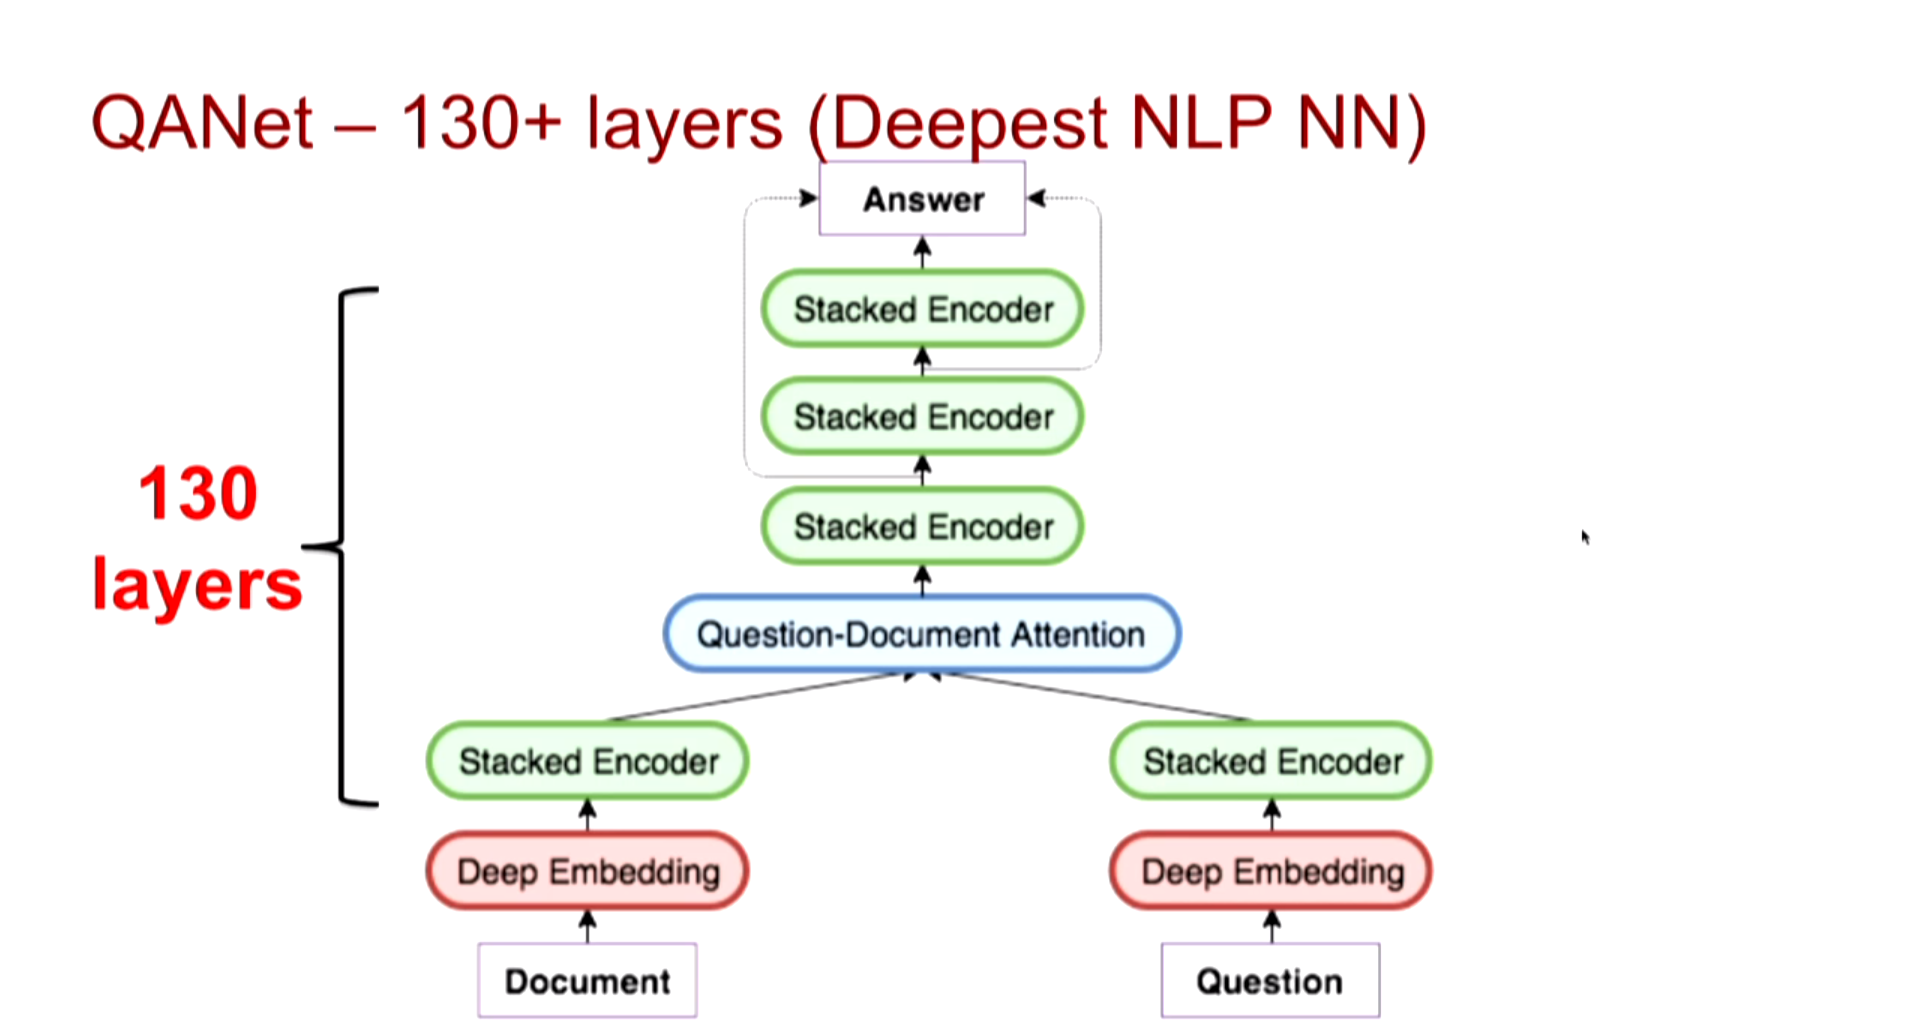 QANet – 130+ layers (Deepest NLP NN)
Answer
Stacked Encoder
Stacked Encoder
130
layers
Stacked Encoder
Question-Document Attention
Stacked Encoder
Stacked Encoder
Deep Embedding
Deep Embedding
Document
Question